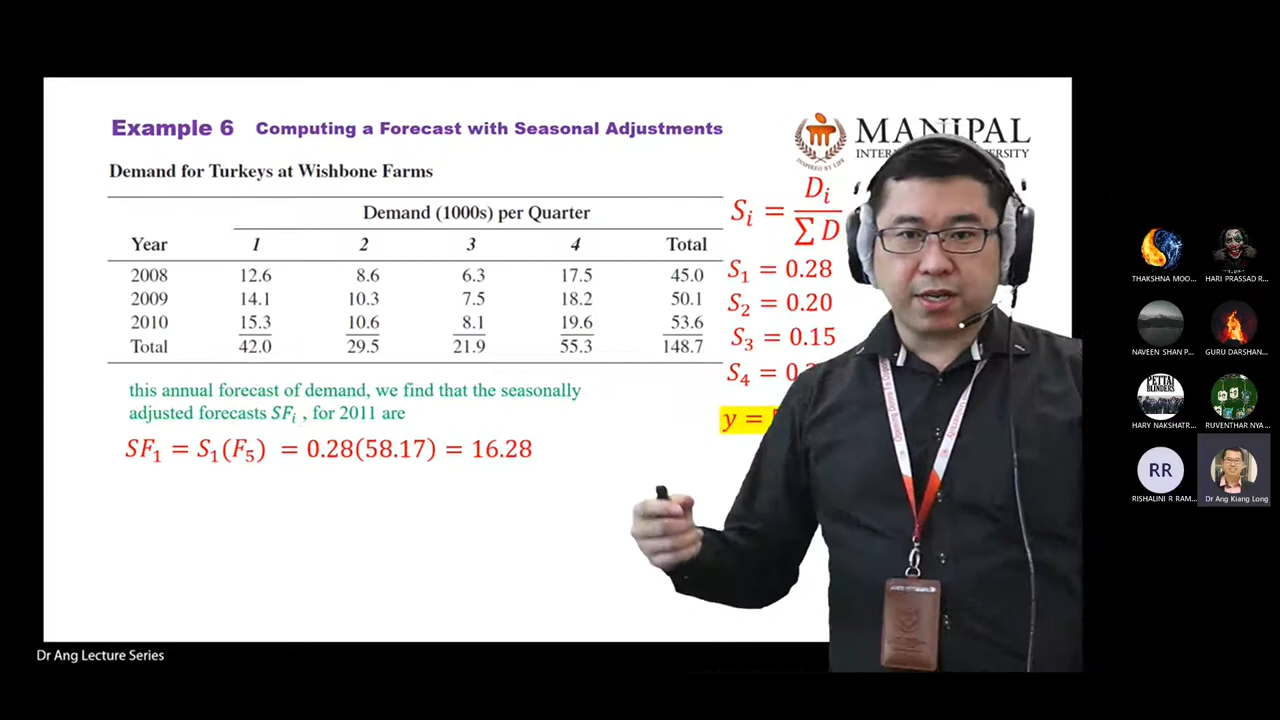 Example 6 Computing a Forecast with Seasonal Adjustments
MANIPAL
Demand for Turkeys at Wishbone Farms
Demand (1000s) per Quarter
Year 1 2 3 4 Total
2008 12.6 8.6 6.3 17.5 45.0
2009 14.1 10.3 7.5 18.2 50.1
2010 15.3 10.6 8.1 19.6 53.6
Total 42.0 29.5 21.9 55.3 148.7
Sᵢ = Dᵢ / ∑ D
S₁ = 0.28
S₂ = 0.20
S₃ = 0.15
S₄ =
y =
this annual forecast of demand, we find that the seasonally
adjusted forecasts SFᵢ , for 2011 are
SF₁ = S₁(F₅) = 0.28(58.17) = 16.28
Dr Ang Lecture Series
THAKSHNA MOO...
HARI PRASSAD R...
NAVEEN SHAN P...
GURU DARSHAN...
PETTAI
BLINDERS
HARY NAKSHATR...
RUVENTHAR NYA...
RR
RISHALINI R RAM...
Dr Ang Kiang Long